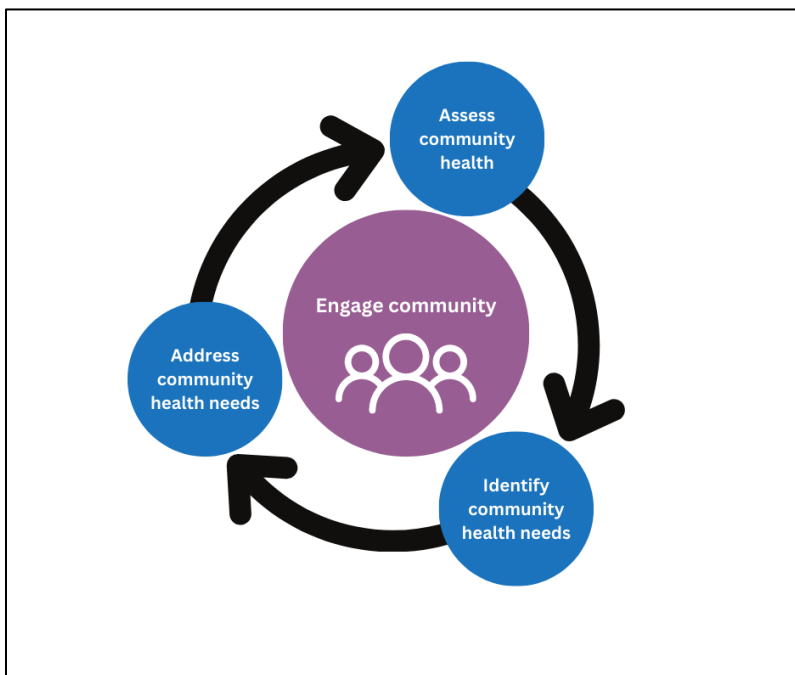 Assess
community
health
Engage community
Address
community
health needs
Identify
community
health needs